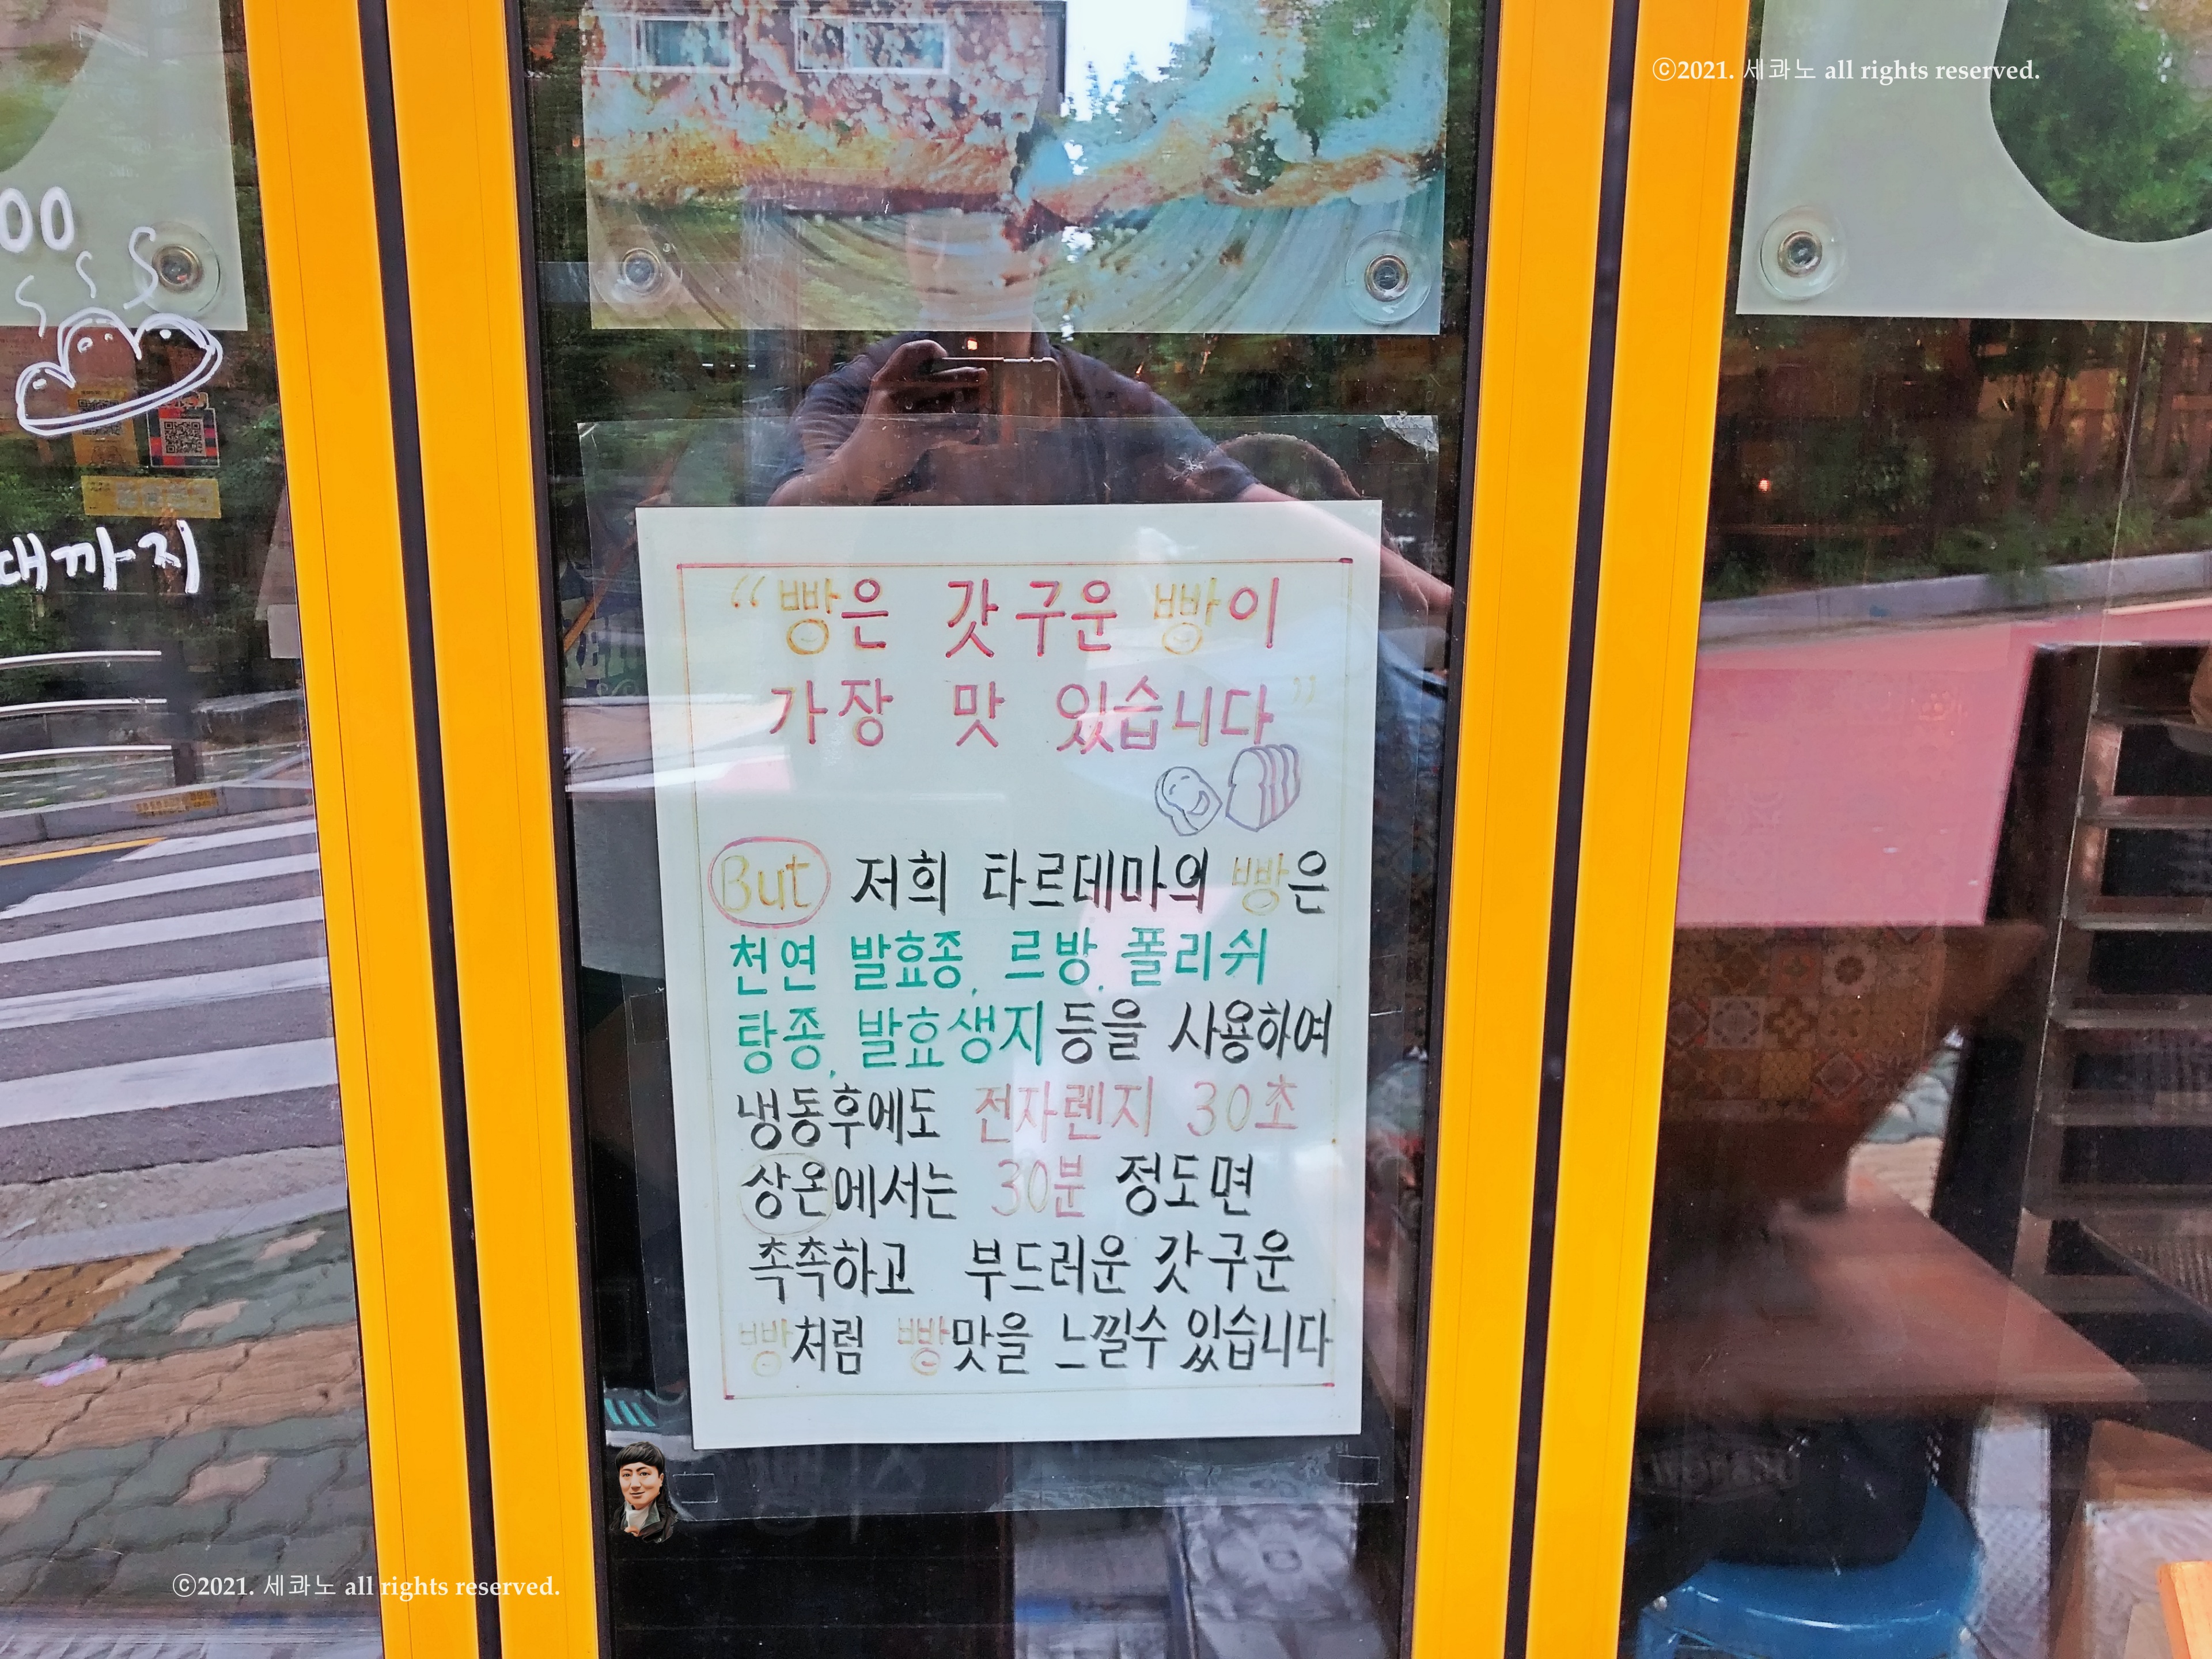 ⓒ2021. 세콰노 all rights reserved.
00
대까지
“빵은 갓구운 빵이
가장 맛 있습니다”
But 저희 타르데마의 빵은
천연 발효종, 르방, 폴리쉬
탕종, 발효생지 등을 사용하여
냉동후에도 전자렌지 30초
상온에서는 30분 정도면
촉촉하고 부드러운 갓구운
빵처럼 빵맛을 느낄수 있습니다
ⓒ2021. 세콰노 all rights reserved.